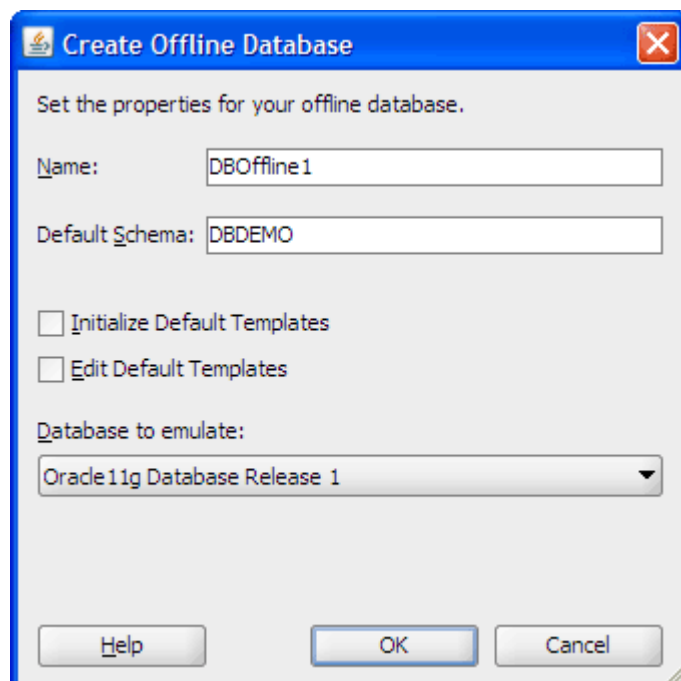 Create Offline Database
Set the properties for your offline database.
Name: DBOffline1
Default Schema: DBDEMO
Initialize Default Templates
Edit Default Templates
Database to emulate:
Oracle11g Database Release 1
Help OK Cancel